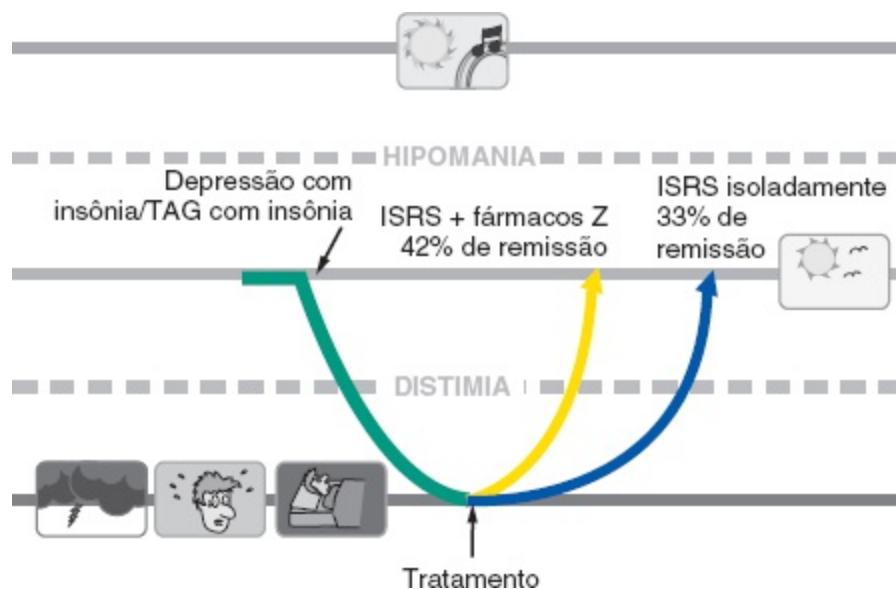 HIPOMANIA
Depressão com
insônia/TAG com insônia
ISRS + fármacos Z
42% de remissão
ISRS isoladamente
33% de
remissão
DISTIMIA
Tratamento